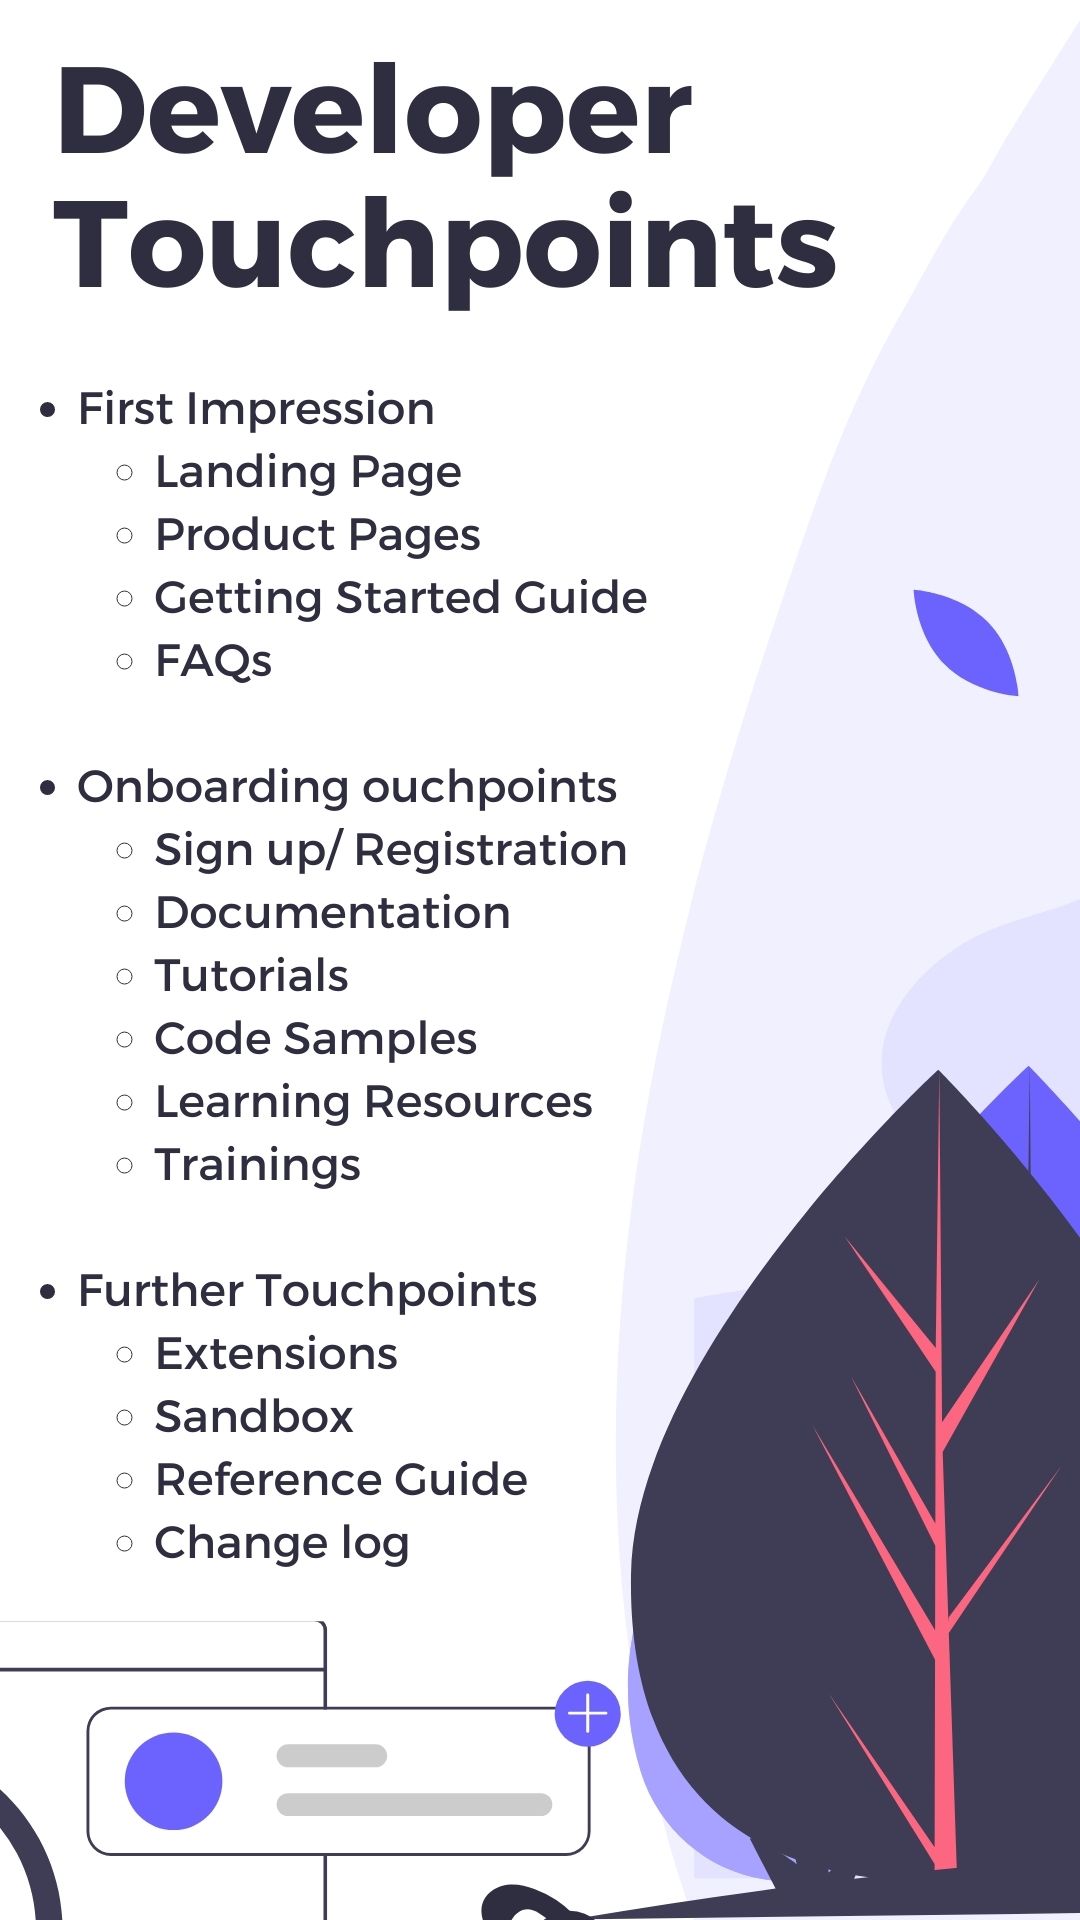 Developer
Touchpoints
• First Impression
○ Landing Page
○ Product Pages
○ Getting Started Guide
○ FAQs
• Onboarding ouchpoints
○ Sign up/ Registration
○ Documentation
○ Tutorials
○ Code Samples
○ Learning Resources
○ Trainings
• Further Touchpoints
○ Extensions
○ Sandbox
○ Reference Guide
○ Change log